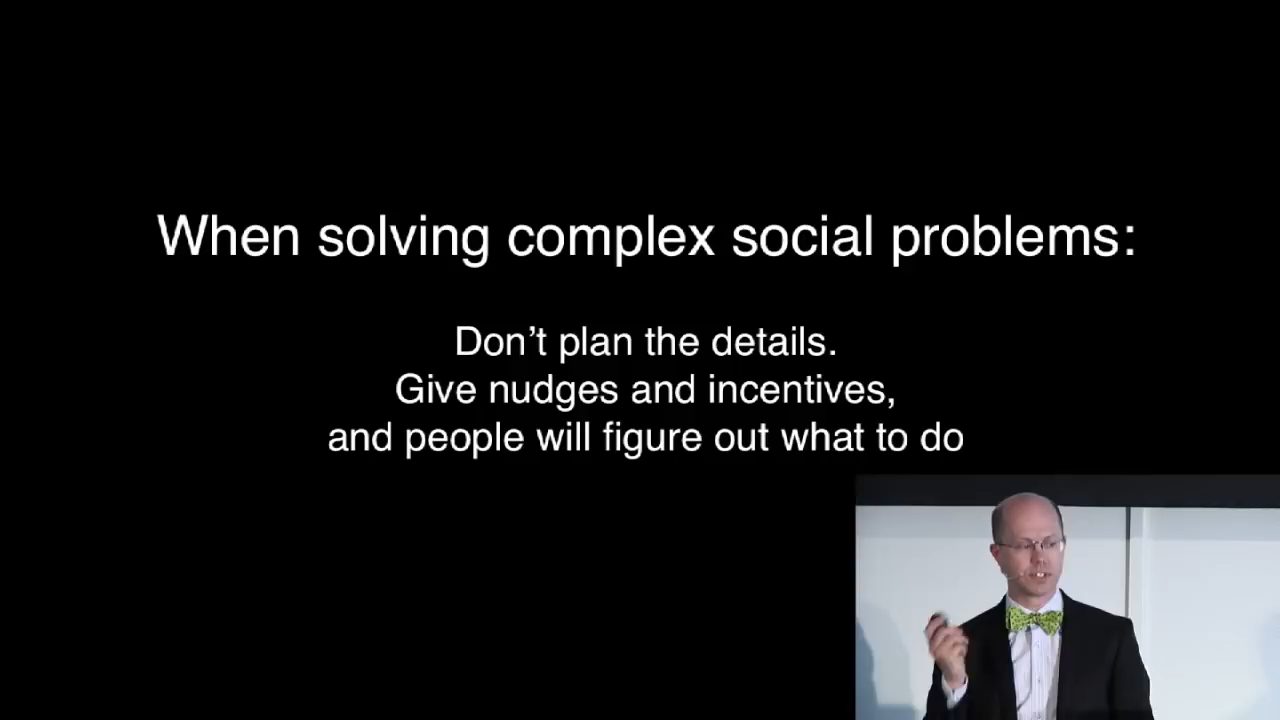 When solving complex social problems:
Don’t plan the details.
Give nudges and incentives,
and people will figure out what to do